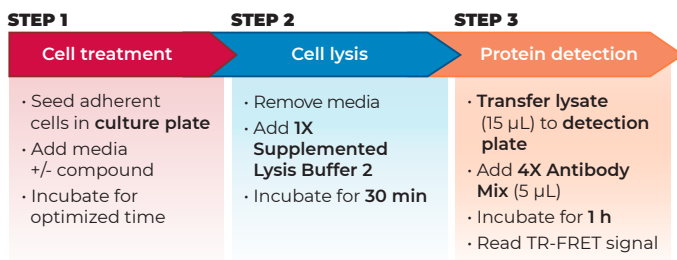 STEP 1
Cell treatment
· Seed adherent
cells in culture plate
· Add media
+/- compound
· Incubate for
optimized time
STEP 2
Cell lysis
· Remove media
· Add 1X
Supplemented
Lysis Buffer 2
· Incubate for 30 min
STEP 3
Protein detection
· Transfer lysate
(15 µL) to detection
plate
· Add 4X Antibody
Mix (5 µL)
· Incubate for 1 h
· Read TR-FRET signal